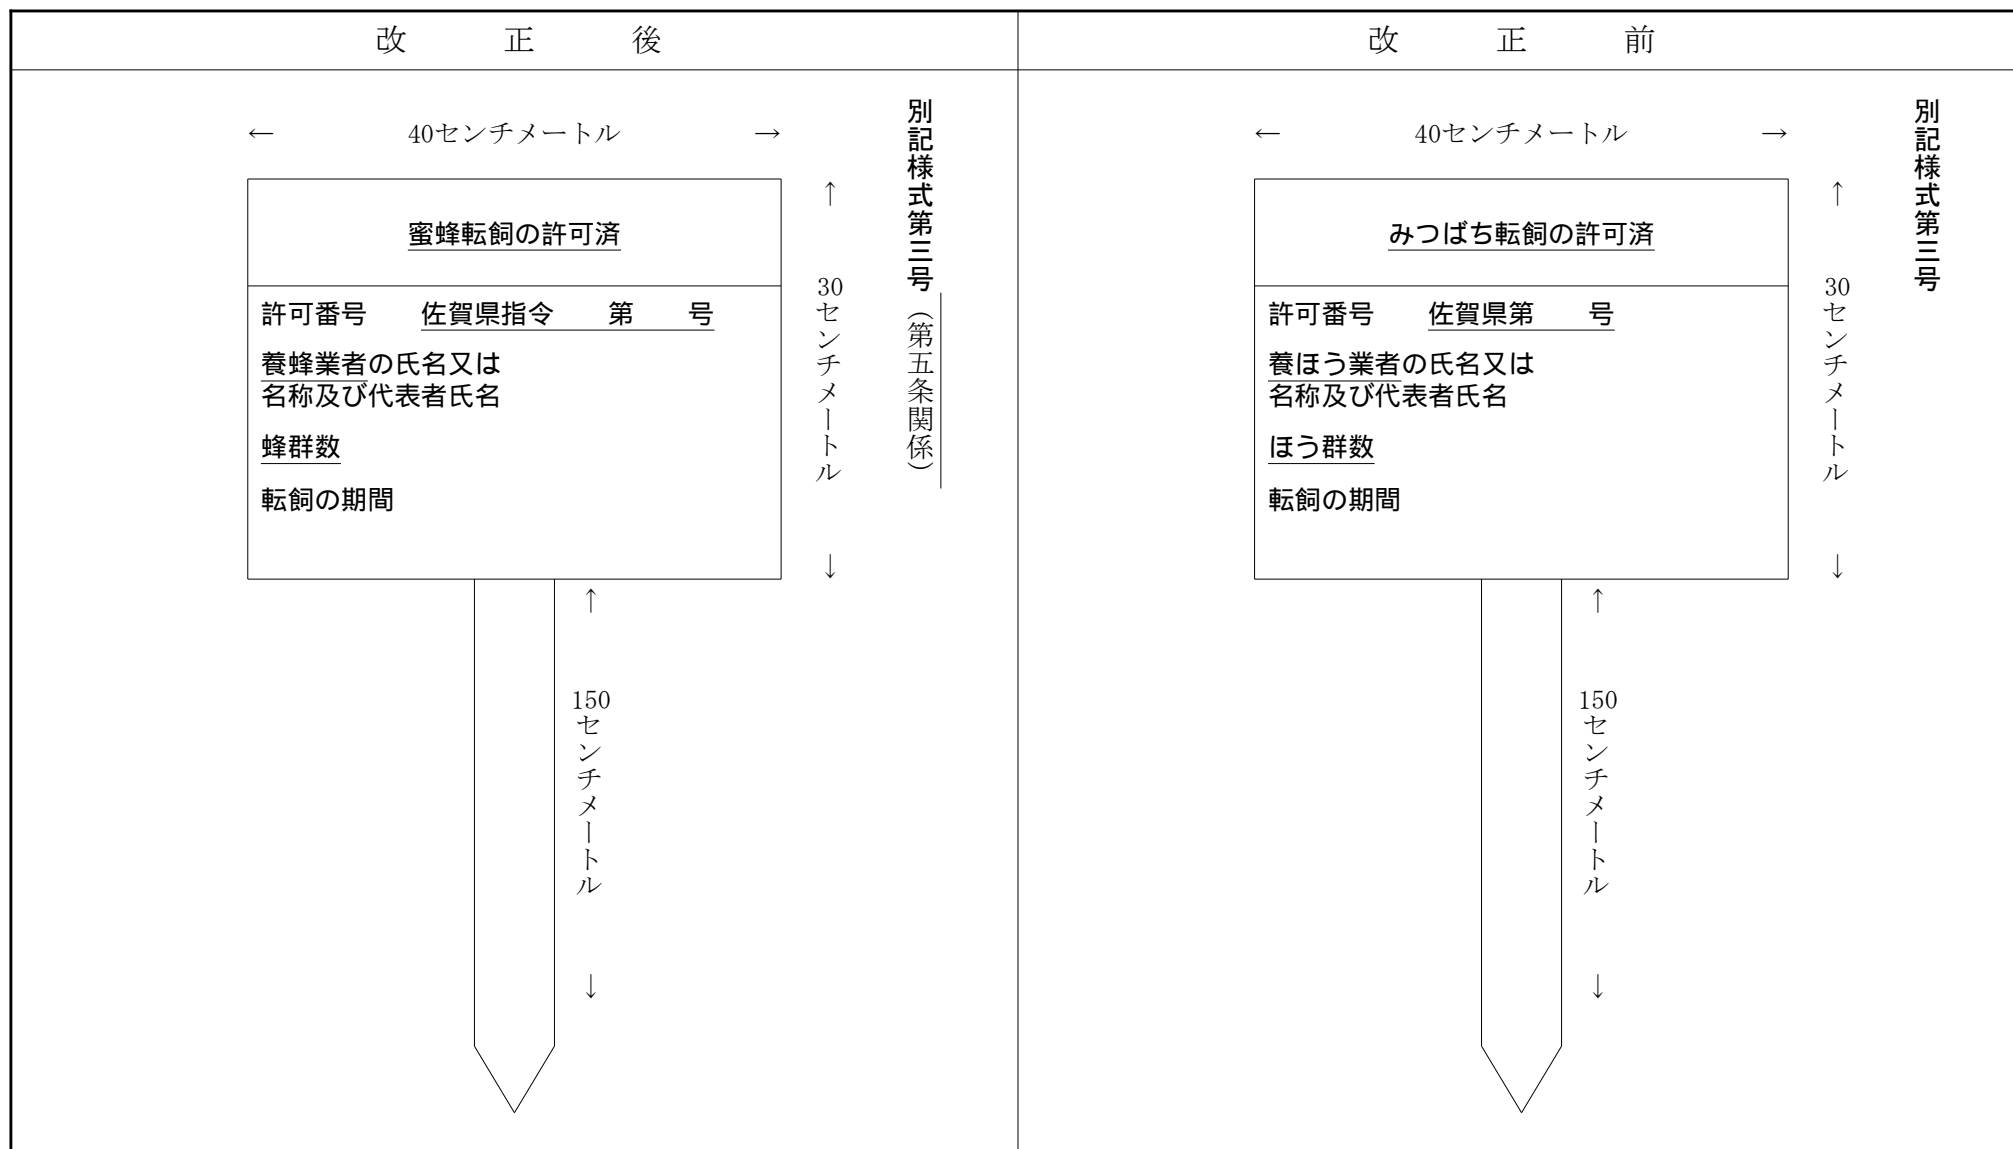 改正後
別記様式第三号（第五条関係）
← 40センチメートル →
↑
30センチメートル
↓
蜜蜂転飼の許可済
許可番号 佐賀県指令 第 号
養蜂業者の氏名又は
名称及び代表者氏名
蜂群数
転飼の期間
↑
150センチメートル
↓
改正前
別記様式第三号
← 40センチメートル →
↑
30センチメートル
↓
みつばち転飼の許可済
許可番号 佐賀県第 号
養ほう業者の氏名又は
名称及び代表者氏名
ほう群数
転飼の期間
↑
150センチメートル
↓